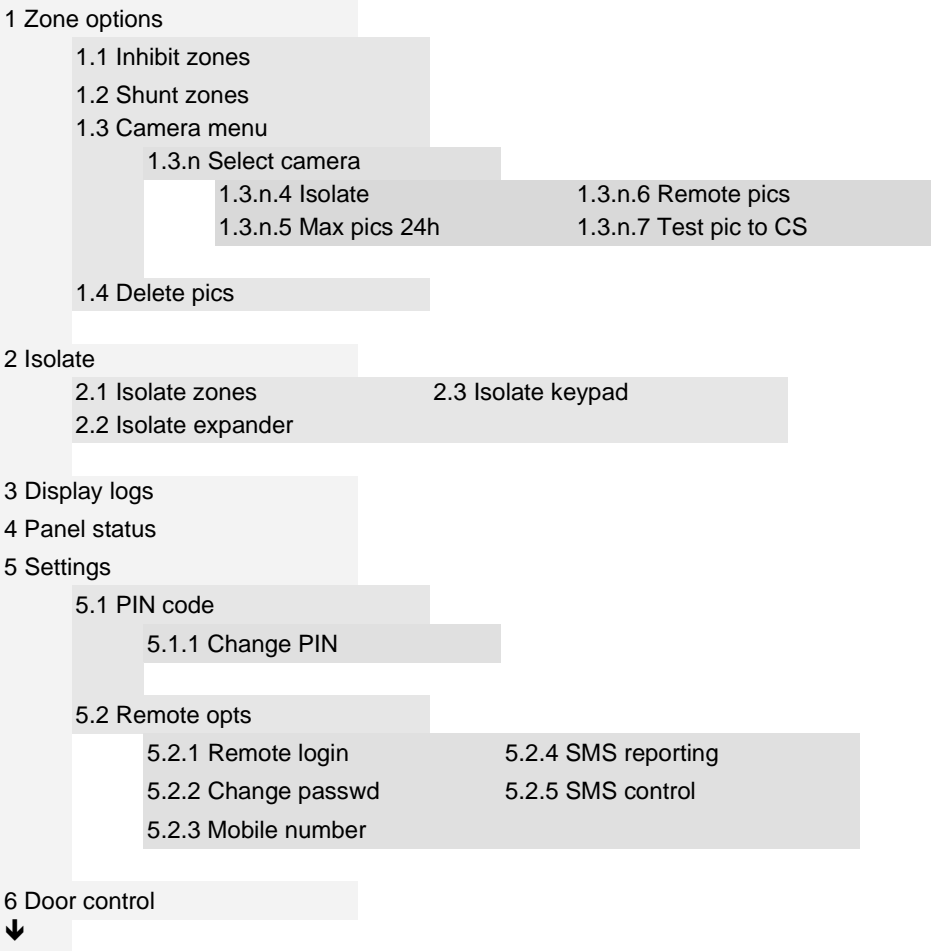 1 Zone options
1.1 Inhibit zones
1.2 Shunt zones
1.3 Camera menu
1.3.n Select camera
1.3.n.4 Isolate
1.3.n.6 Remote pics
1.3.n.5 Max pics 24h
1.3.n.7 Test pic to CS
1.4 Delete pics
2 Isolate
2.1 Isolate zones
2.3 Isolate keypad
2.2 Isolate expander
3 Display logs
4 Panel status
5 Settings
5.1 PIN code
5.1.1 Change PIN
5.2 Remote opts
5.2.1 Remote login
5.2.4 SMS reporting
5.2.2 Change passwd
5.2.5 SMS control
5.2.3 Mobile number
6 Door control